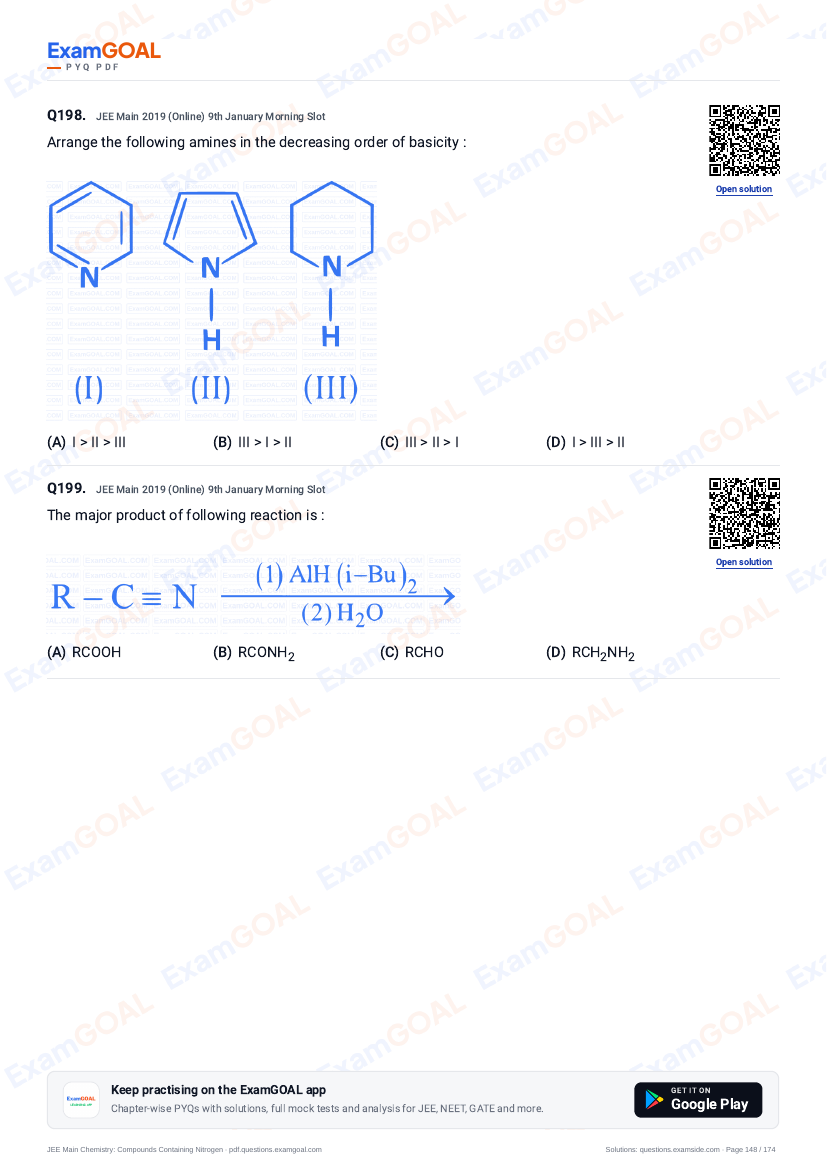 ExamGOAL
PYQ PDF
Q198. JEE Main 2019 (Online) 9th January Morning Slot
Arrange the following amines in the decreasing order of basicity :
Open solution
N N N
H H
(I) (II) (III)
(A) I > II > III (B) III > I > II (C) III > II > I (D) I > III > II
Q199. JEE Main 2019 (Online) 9th January Morning Slot
The major product of following reaction is :
Open solution
R – C ≡ N (1) AlH (i–Bu)₂
(2) H₂O
(A) RCOOH (B) RCONH₂ (C) RCHO (D) RCH₂NH₂
Keep practising on the ExamGOAL app
Chapter-wise PYQs with solutions, full mock tests and analysis for JEE, NEET, GATE and more.
GET IT ON
Google Play
JEE Main Chemistry: Compounds Containing Nitrogen · pdf.questions.examgoal.com
Solutions: questions.examside.com · Page 148 / 174